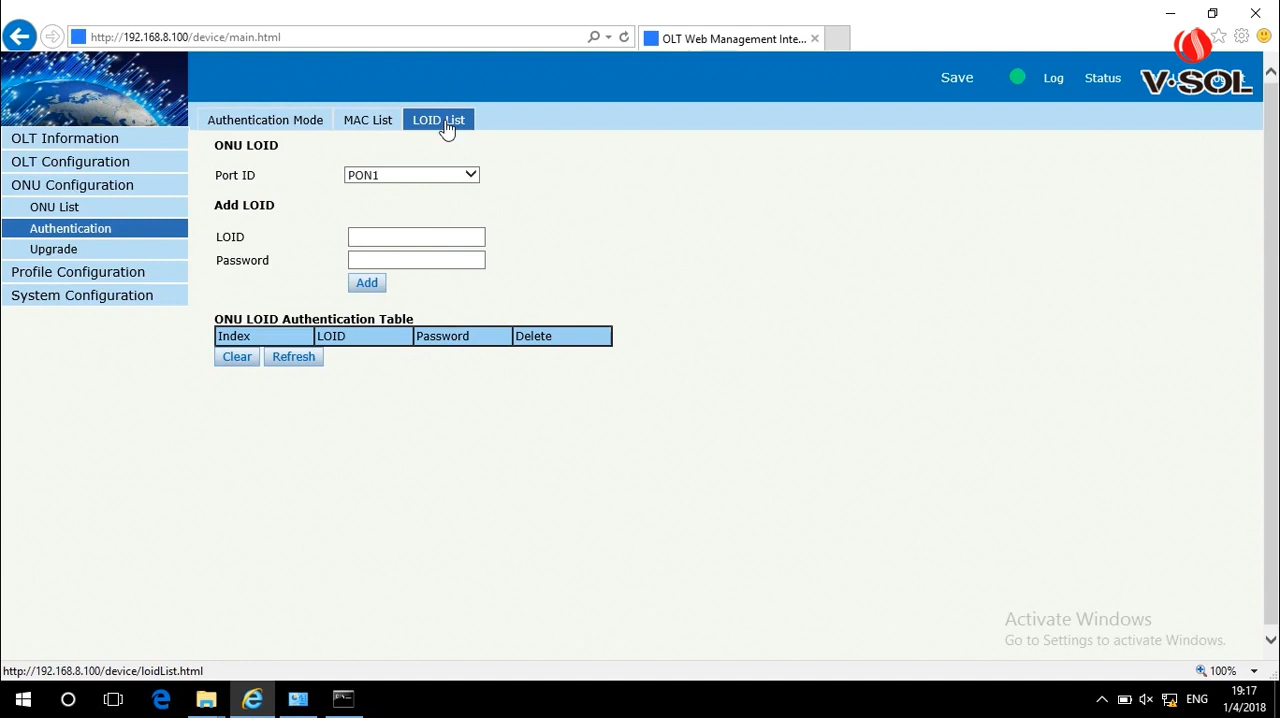 http://192.168.8.100/device/main.html
OLT Web Management Inte...
Save
Log
Status
V·SOL
Authentication Mode
MAC List
LOID List
OLT Information
OLT Configuration
ONU Configuration
ONU List
Authentication
Upgrade
Profile Configuration
System Configuration
ONU LOID
Port ID
PON1
Add LOID
LOID
Password
Add
ONU LOID Authentication Table
Index LOID Password Delete
Clear Refresh
Activate Windows
Go to Settings to activate Windows.
http://192.168.8.100/device/loidList.html
100%
ENG
19:17
1/4/2018